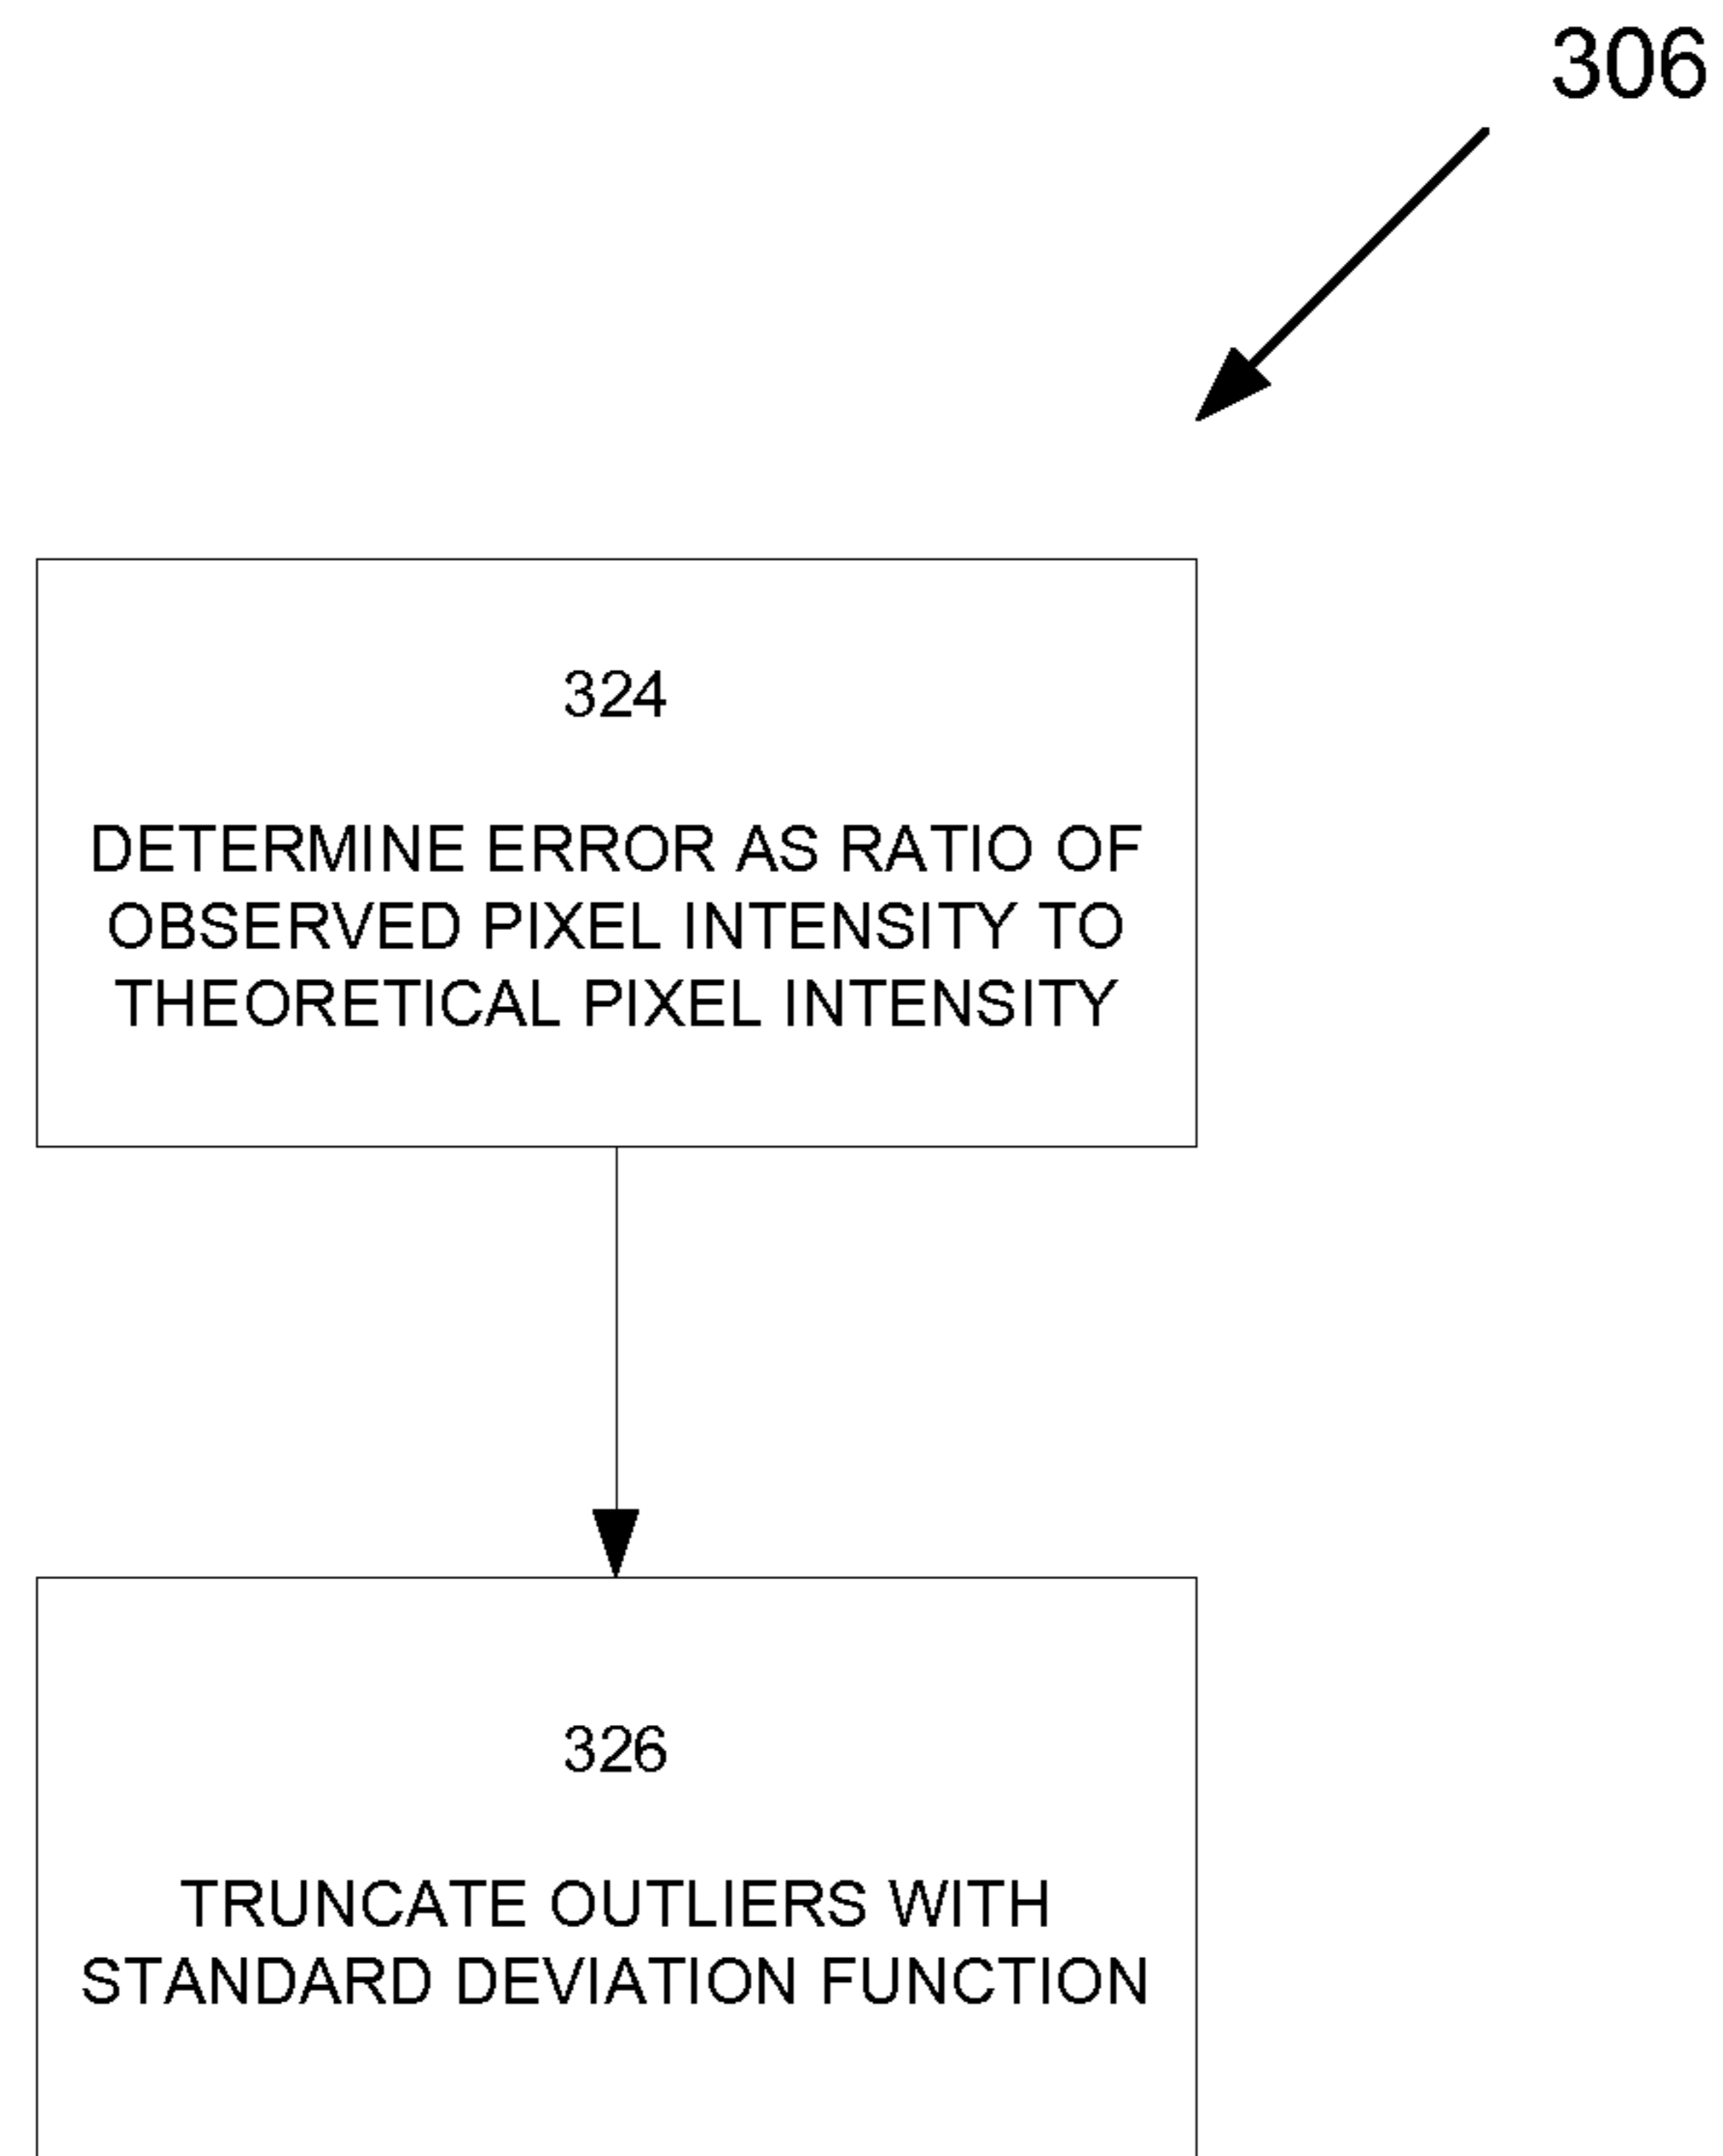 306
324
DETERMINE ERROR AS RATIO OF
OBSERVED PIXEL INTENSITY TO
THEORETICAL PIXEL INTENSITY
326
TRUNCATE OUTLIERS WITH
STANDARD DEVIATION FUNCTION